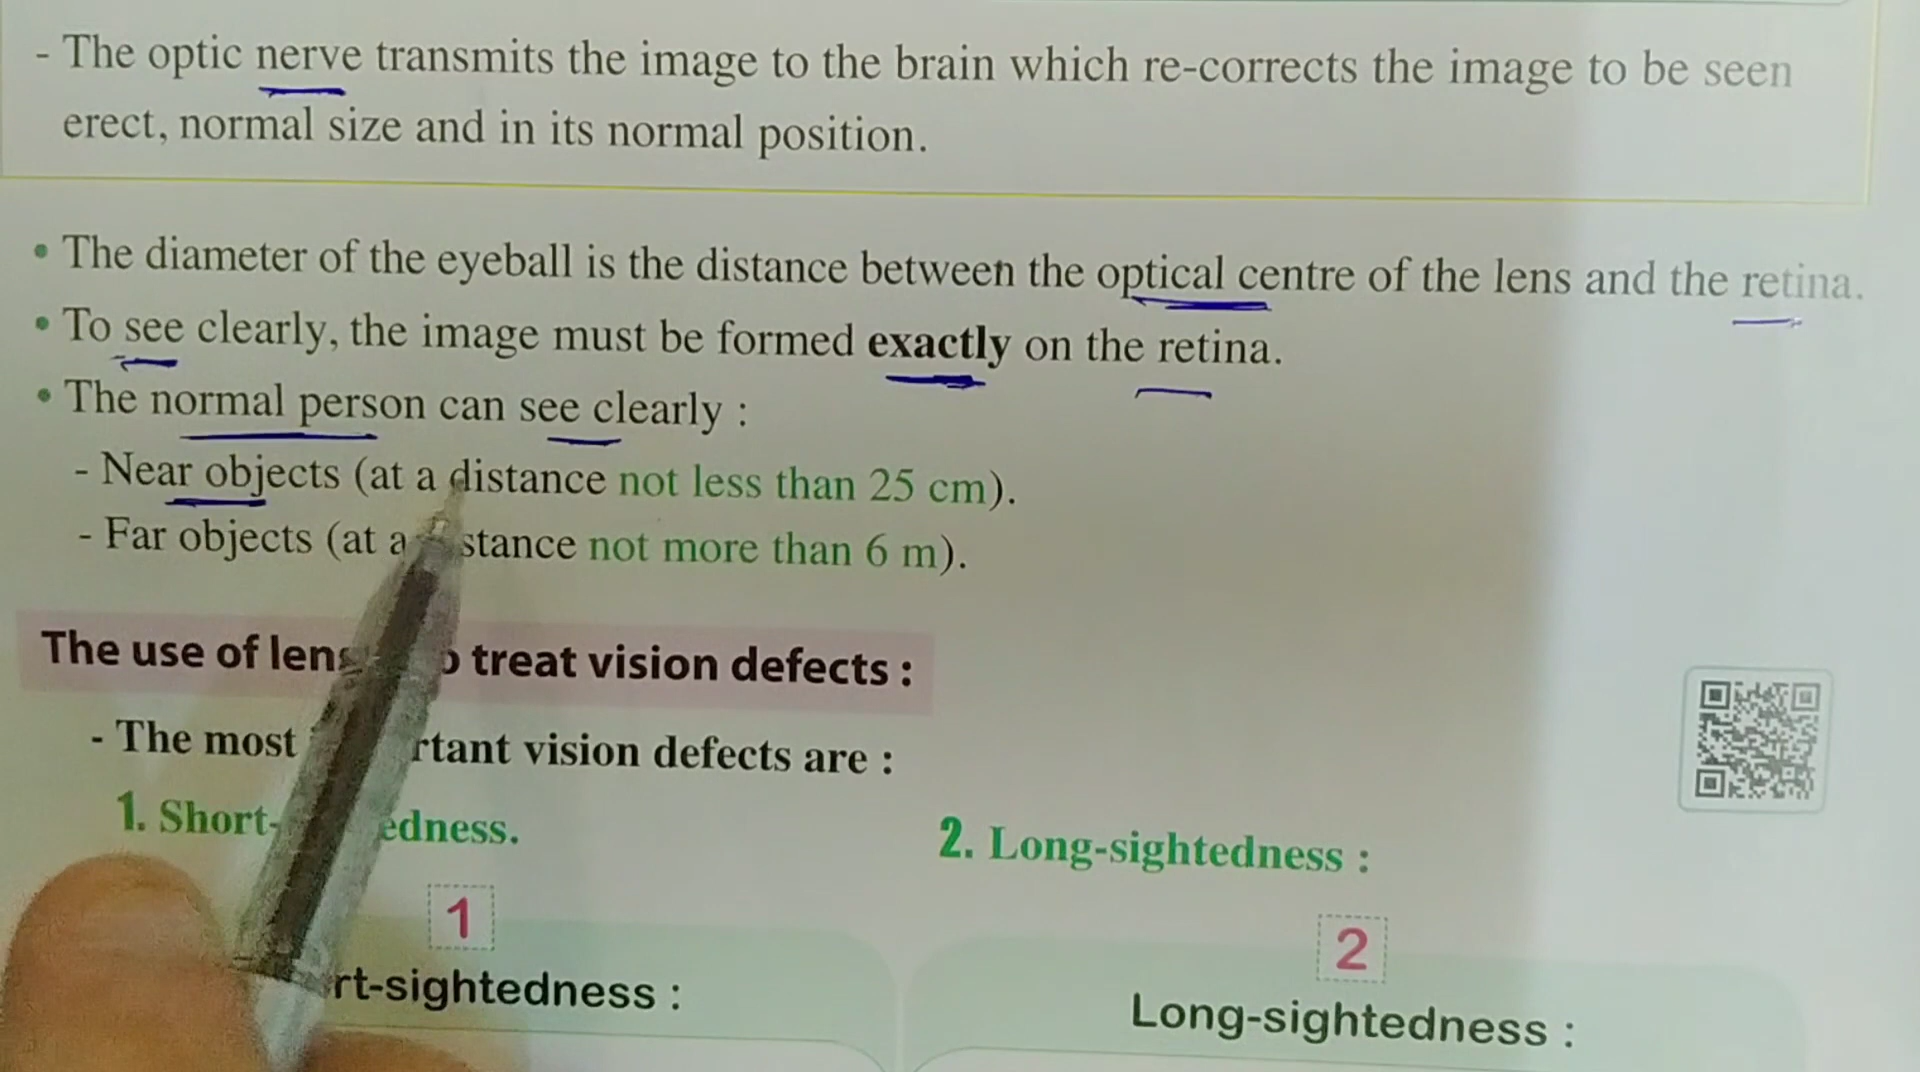 - The optic nerve transmits the image to the brain which re-corrects the image to be seen
erect, normal size and in its normal position.
• The diameter of the eyeball is the distance between the optical centre of the lens and the retina.
• To see clearly, the image must be formed exactly on the retina.
• The normal person can see clearly :
- Near objects (at a distance not less than 25 cm).
- Far objects (at a stance not more than 6 m).
The use of lens treat vision defects :
- The most rtant vision defects are :
1. Short- edness.
2. Long-sightedness :
1
2
rt-sightedness :
Long-sightedness :